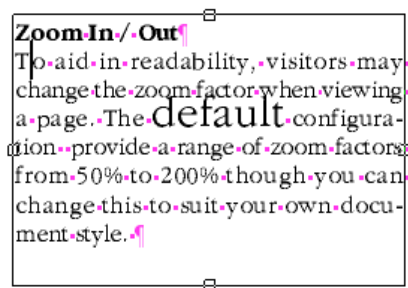 Zoom In / Out¶
To aid in readability, visitors may
change the zoom factor when viewing
a page. The default configura-
tion  provide a range of zoom factors
from 50% to 200% though you can
change this to suit your own docu-
ment style. ¶